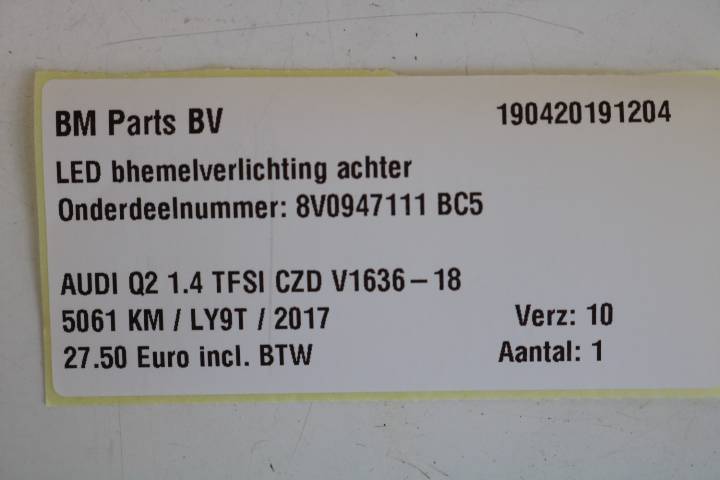 BM Parts BV 190420191204
LED bhemelverlichting achter
Onderdeelnummer: 8V0947111 BC5
AUDI Q2 1.4 TFSI CZD V1636-18
5061 KM / LY9T / 2017 Verz: 10
27.50 Euro incl. BTW Aantal: 1